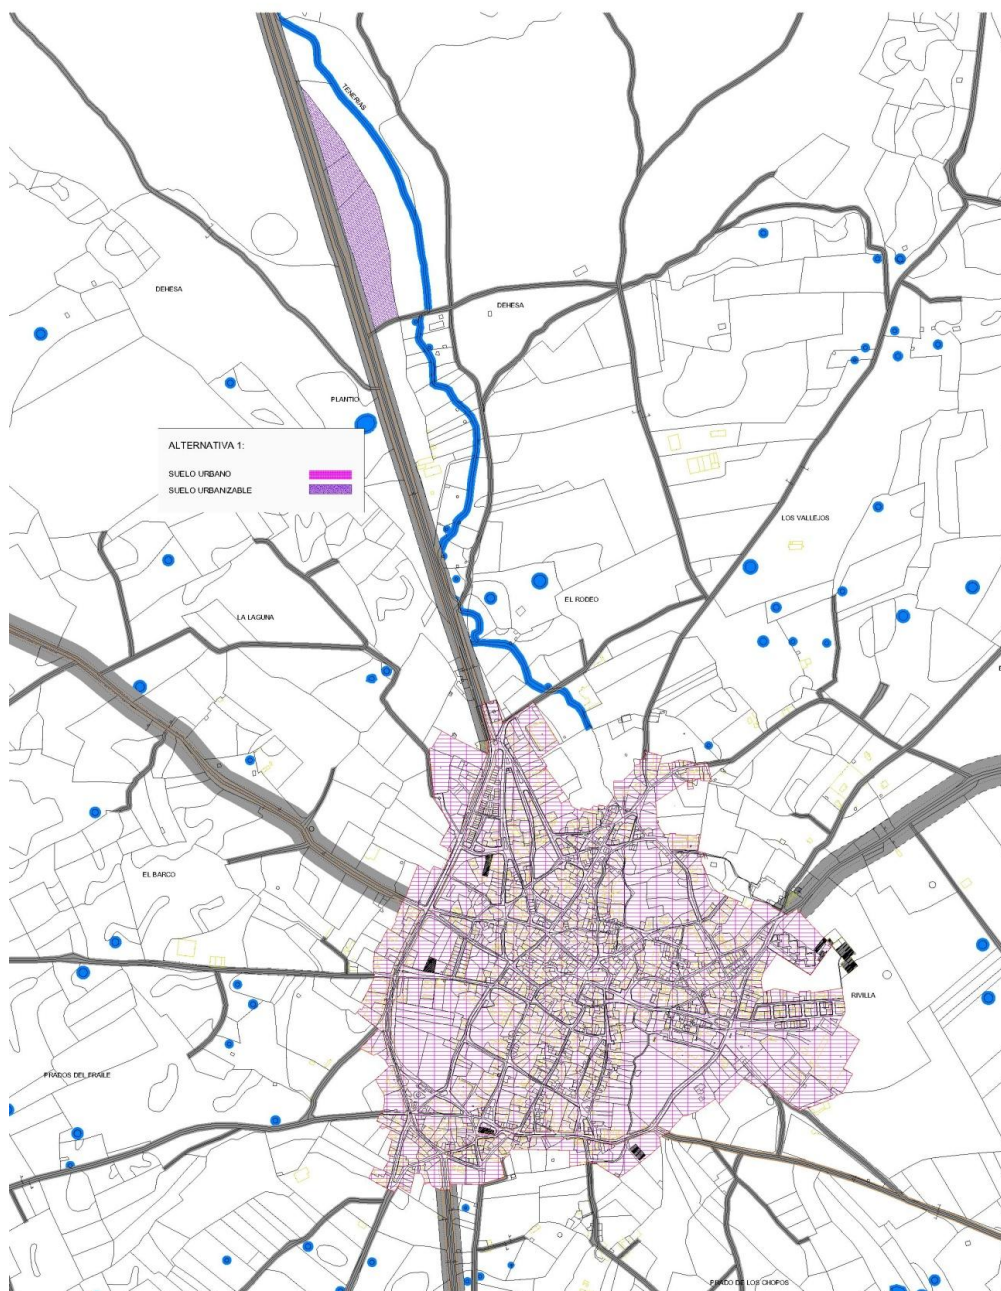 TENERIAS
DEHESA
DEHESA
PLANTIO
ALTERNATIVA 1:
SUELO URBANO
SUELO URBANIZABLE
LOS VALLEJOS
EL RODEO
LA LAGUNA
EL BARCO
RIVILLA
PRADOS DEL FRAILE
PRADO DE LOS CHOPOS